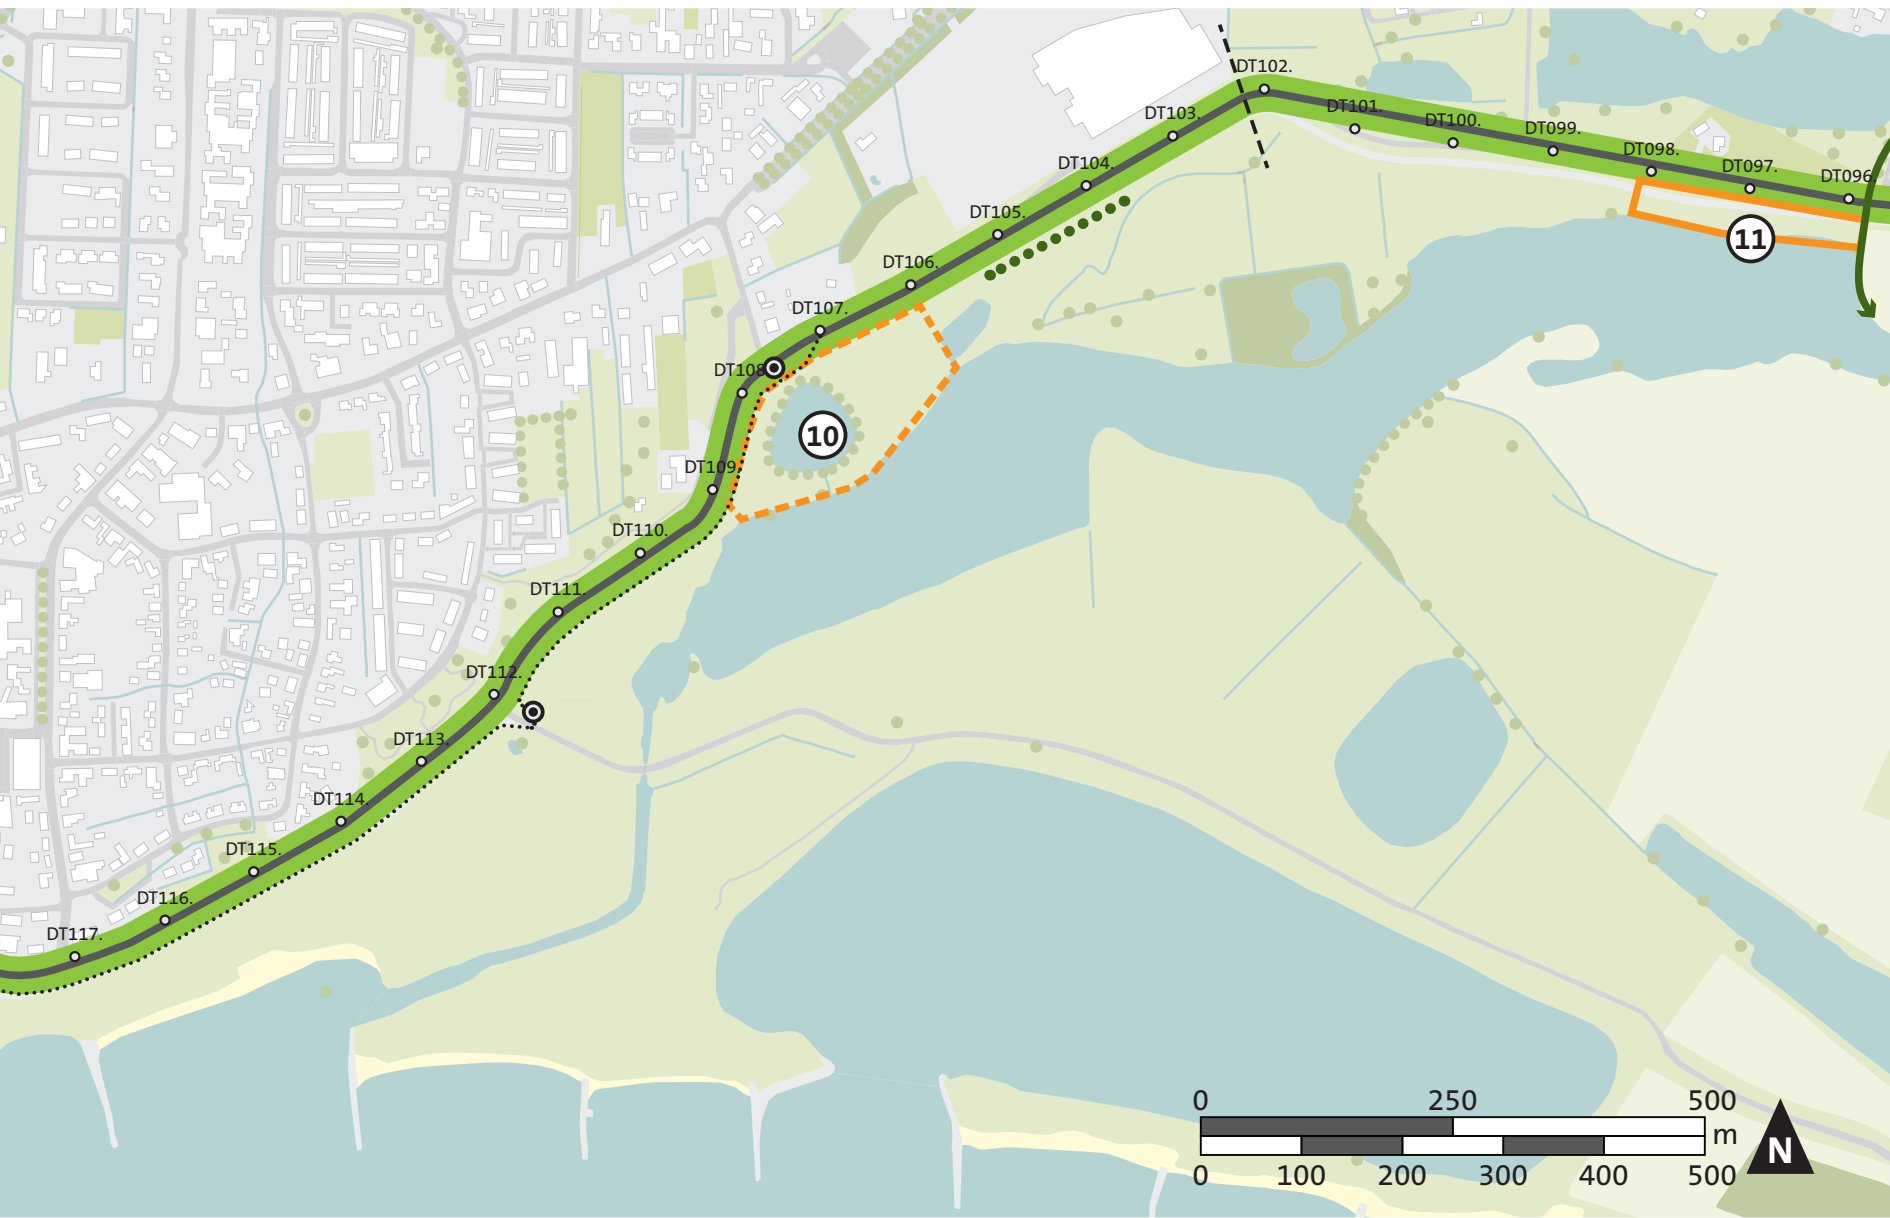 DT102.
DT101.
DT103.
DT100.
DT099.
DT098.
DT104.
DT097.
DT096.
DT105.
11
DT106.
DT107.
DT108
10
DT109.
DT110.
DT111.
DT112.
DT113.
DT114.
DT115.
DT116.
DT117.
0 250 500
m
0 100 200 300 400 500
N